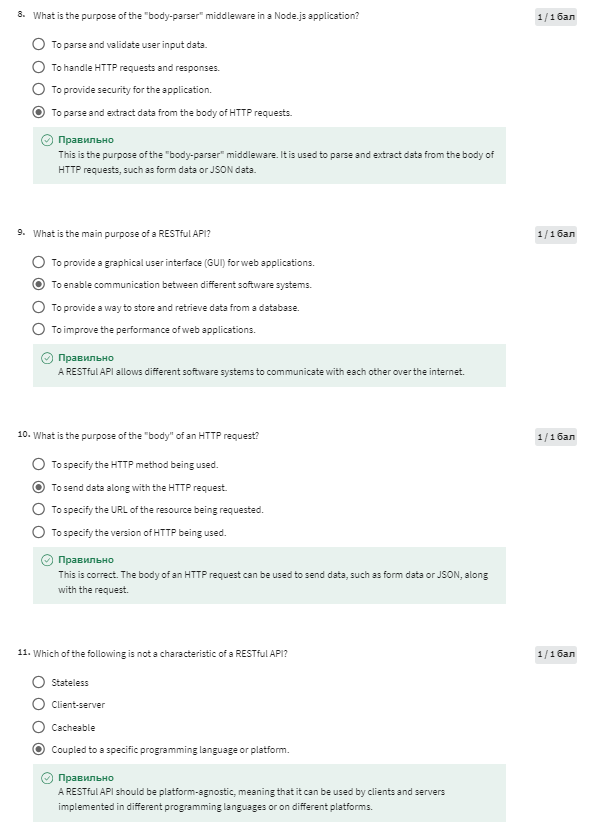 8. What is the purpose of the "body-parser" middleware in a Node.js application? 1 / 1 бал
To parse and validate user input data.
To handle HTTP requests and responses.
To provide security for the application.
To parse and extract data from the body of HTTP requests.
Правильно
This is the purpose of the "body-parser" middleware. It is used to parse and extract data from the body of
HTTP requests, such as form data or JSON data.
9. What is the main purpose of a RESTful API? 1 / 1 бал
To provide a graphical user interface (GUI) for web applications.
To enable communication between different software systems.
To provide a way to store and retrieve data from a database.
To improve the performance of web applications.
Правильно
A RESTful API allows different software systems to communicate with each other over the internet.
10. What is the purpose of the "body" of an HTTP request? 1 / 1 бал
To specify the HTTP method being used.
To send data along with the HTTP request.
To specify the URL of the resource being requested.
To specify the version of HTTP being used.
Правильно
This is correct. The body of an HTTP request can be used to send data, such as form data or JSON, along
with the request.
11. Which of the following is not a characteristic of a RESTful API? 1 / 1 бал
Stateless
Client-server
Cacheable
Coupled to a specific programming language or platform.
Правильно
A RESTful API should be platform-agnostic, meaning that it can be used by clients and servers
implemented in different programming languages or on different platforms.